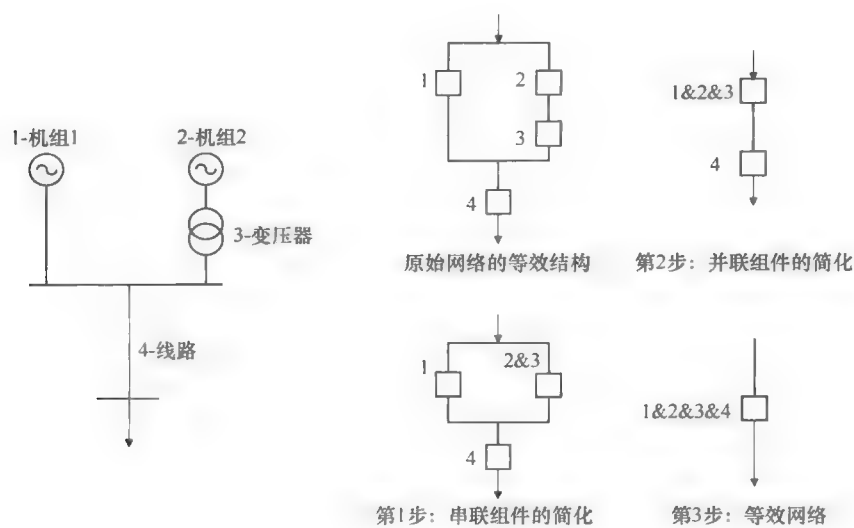 1-机组1
2-机组2
3-变压器
4-线路
1
2
3
4
原始网络的等效结构
1&2&3
4
第2步：并联组件的简化
1
2&3
4
第1步：串联组件的简化
1&2&3&4
第3步：等效网络